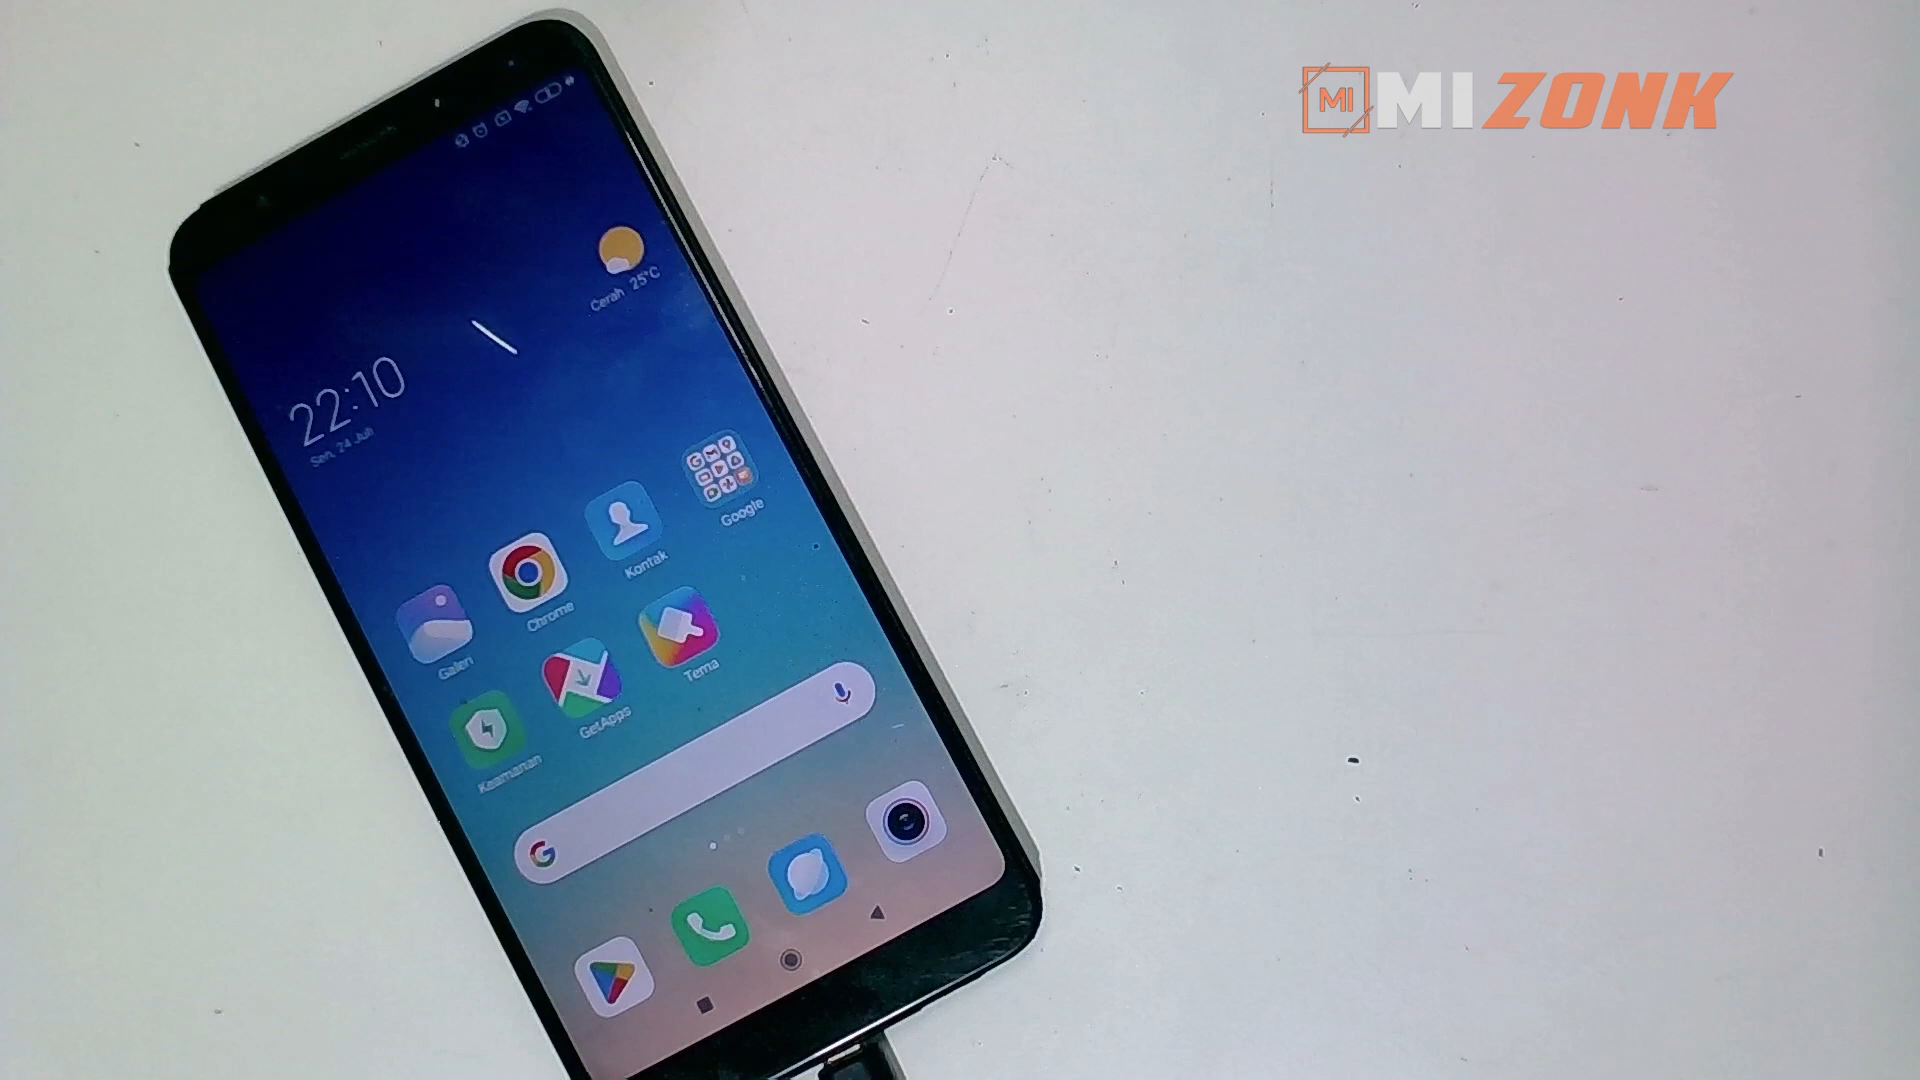 MI MIZONK
Cerah 25°C
22:10
Sen, 24 Juli
Google
Kontak
Chrome
Galeri
Tema
GetApps
Keamanan
G